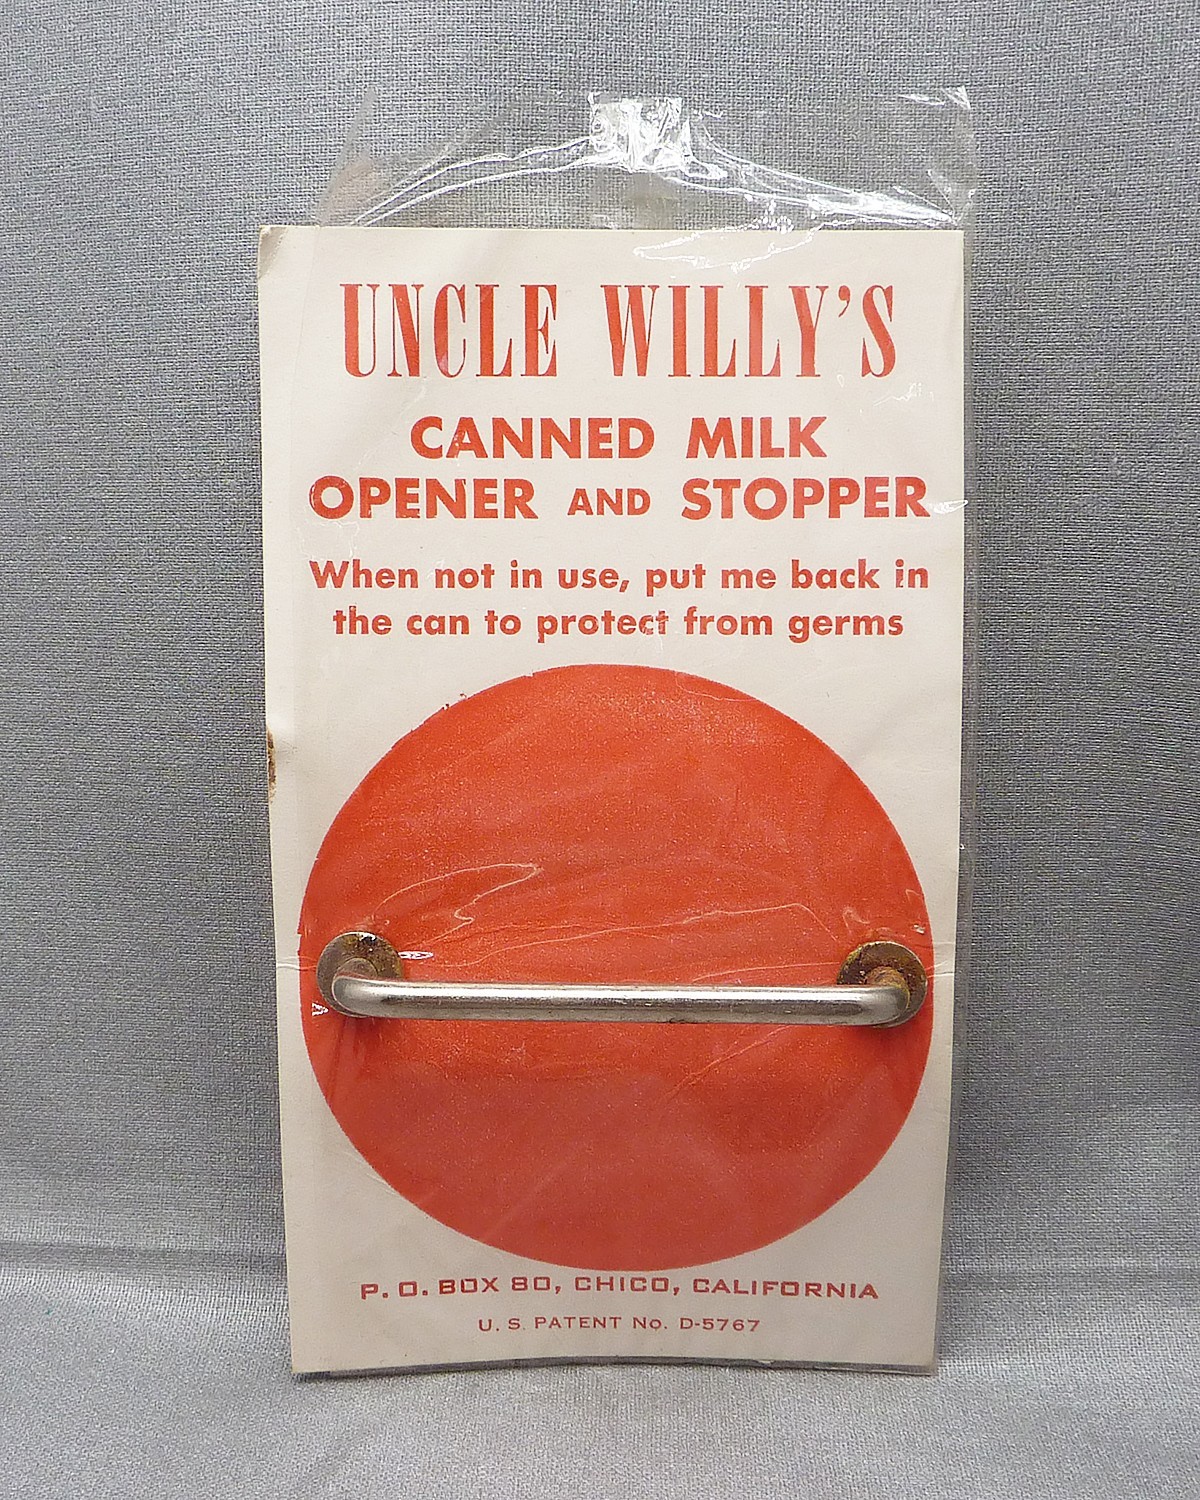 UNCLE WILLY'S
CANNED MILK
OPENER AND STOPPER
When not in use, put me back in
the can to protect from germs
P. O. BOX 80, CHICO, CALIFORNIA
U. S. PATENT No. D-5767